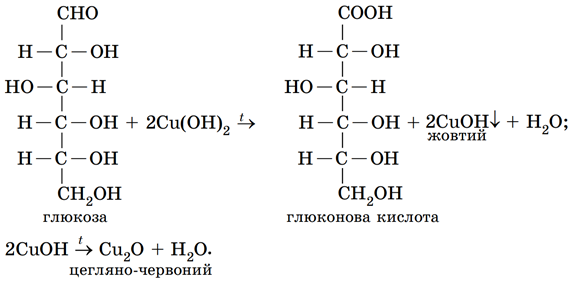 CHO COOH
H — C — OH H — C — OH
HO — C — H HO — C — H
H — C — OH + 2Cu(OH)₂ →ᵗ H — C — OH + 2CuOH↓ + H₂O;
жовтий
H — C — OH H — C — OH
CH₂OH CH₂OH
глюкоза глюконова кислота
2CuOH →ᵗ Cu₂O + H₂O.
цегляно-червоний